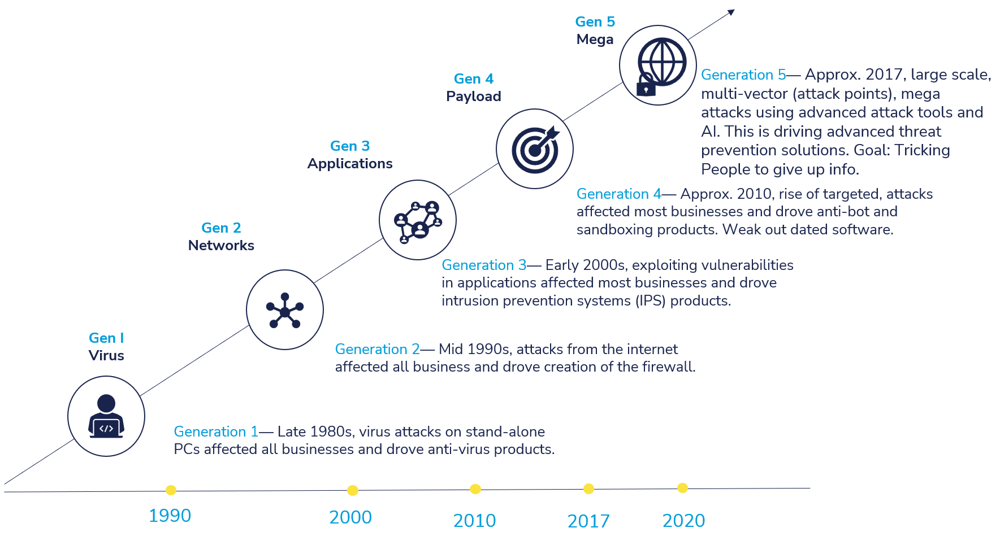 Gen 5
Mega
Generation 5— Approx. 2017, large scale,
multi-vector (attack points), mega
attacks using advanced attack tools and
AI. This is driving advanced threat
prevention solutions. Goal: Tricking
People to give up info.
Gen 4
Payload
Generation 4— Approx. 2010, rise of targeted, attacks
affected most businesses and drove anti-bot and
sandboxing products. Weak out dated software.
Gen 3
Applications
Generation 3— Early 2000s, exploiting vulnerabilities
in applications affected most businesses and drove
intrusion prevention systems (IPS) products.
Gen 2
Networks
Generation 2— Mid 1990s, attacks from the internet
affected all business and drove creation of the firewall.
Gen I
Virus
</>
Generation 1— Late 1980s, virus attacks on stand-alone
PCs affected all businesses and drove anti-virus products.
1990
2000
2010
2017
2020